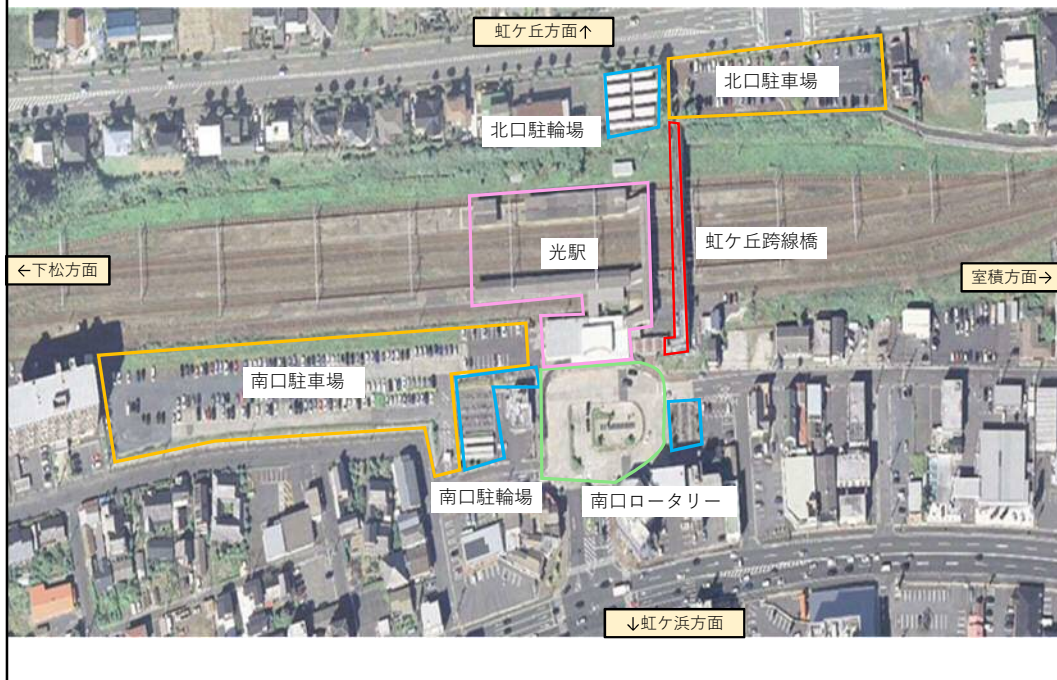 虹ケ丘方面↑
北口駐車場
北口駐輪場
光駅
虹ケ丘跨線橋
←下松方面
室積方面→
南口駐車場
南口駐輪場
南口ロータリー
↓虹ケ浜方面